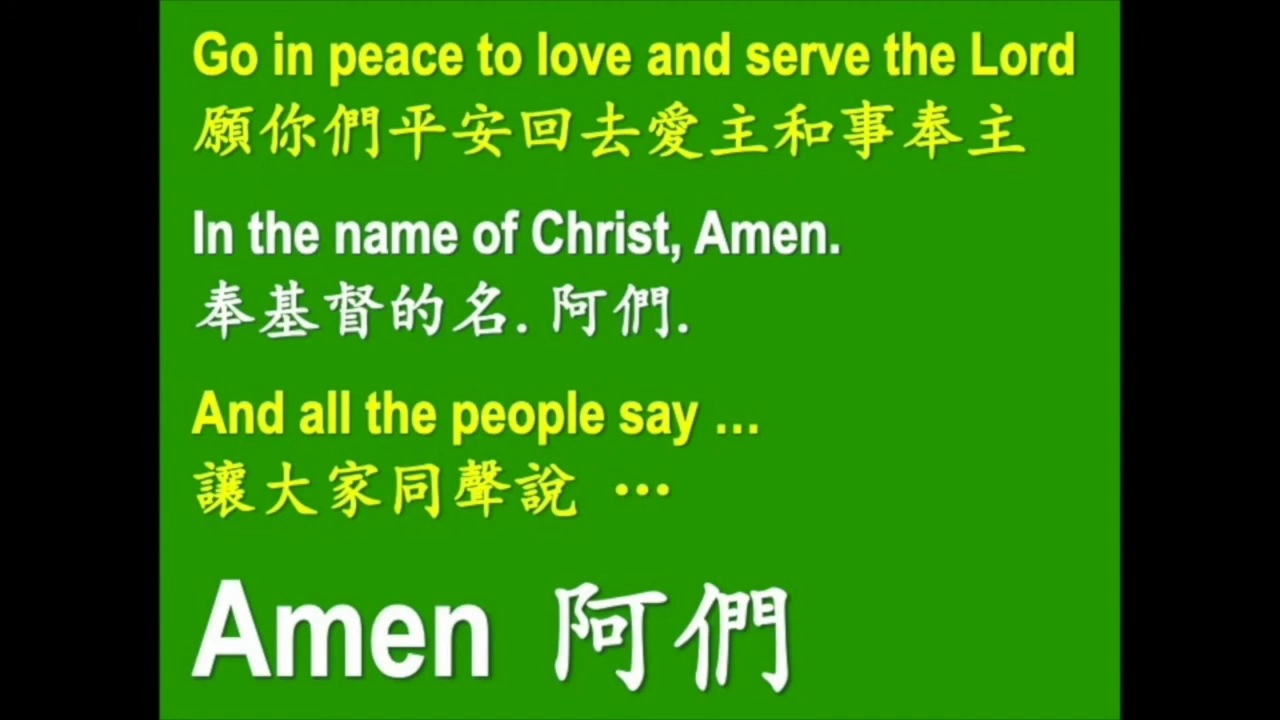 Go in peace to love and serve the Lord
願你們平安回去愛主和事奉主
In the name of Christ, Amen.
奉基督的名. 阿們.
And all the people say …
讓大家同聲說 …
Amen 阿們